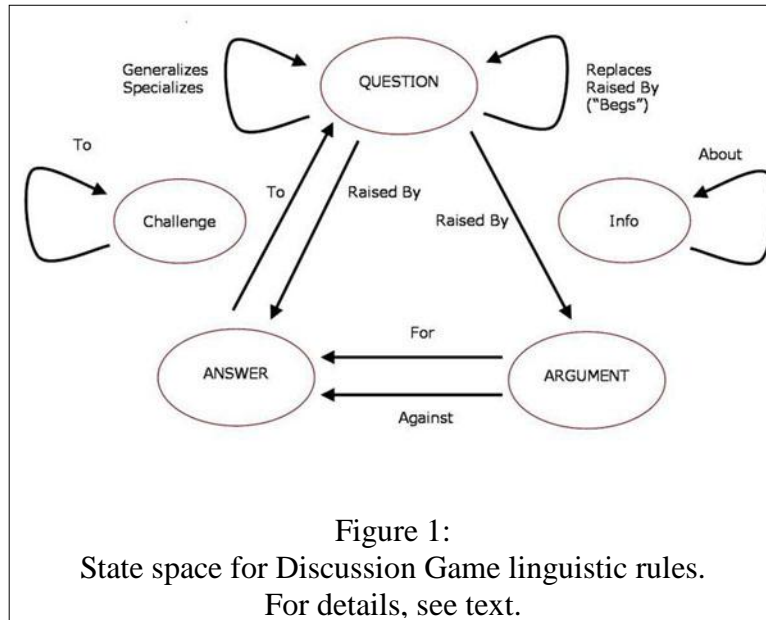 Generalizes
Specializes
QUESTION
Replaces
Raised By
("Begs")
To
About
Challenge
To
Raised By
Raised By
Info
For
ANSWER
ARGUMENT
Against
Figure 1:
State space for Discussion Game linguistic rules.
For details, see text.